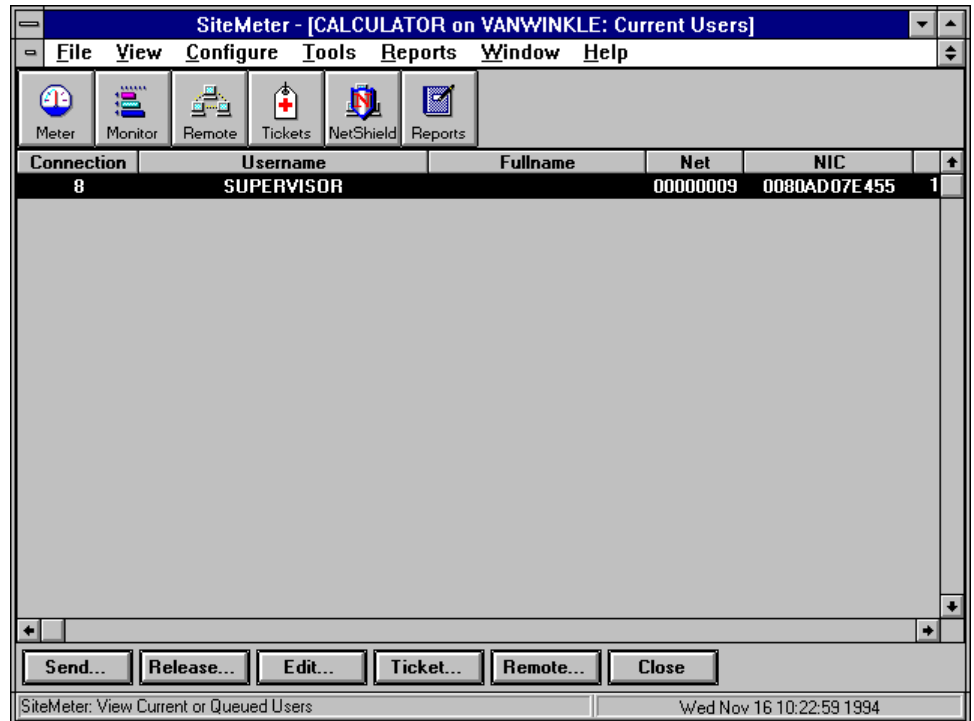 SiteMeter - [CALCULATOR on VANWINKLE: Current Users]
File View Configure Tools Reports Window Help
Meter Monitor Remote Tickets NetShield Reports
Connection Username Fullname Net NIC
8 SUPERVISOR 00000009 0080AD07E455 1
Send... Release... Edit... Ticket... Remote... Close
SiteMeter: View Current or Queued Users Wed Nov 16 10:22:59 1994